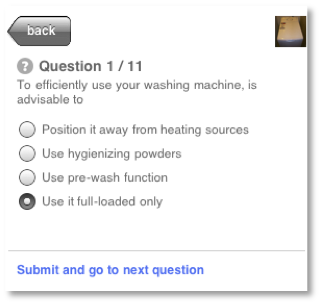 back
Question 1 / 11
To efficiently use your washing machine, is
advisable to
Position it away from heating sources
Use hygienizing powders
Use pre-wash function
Use it full-loaded only
Submit and go to next question